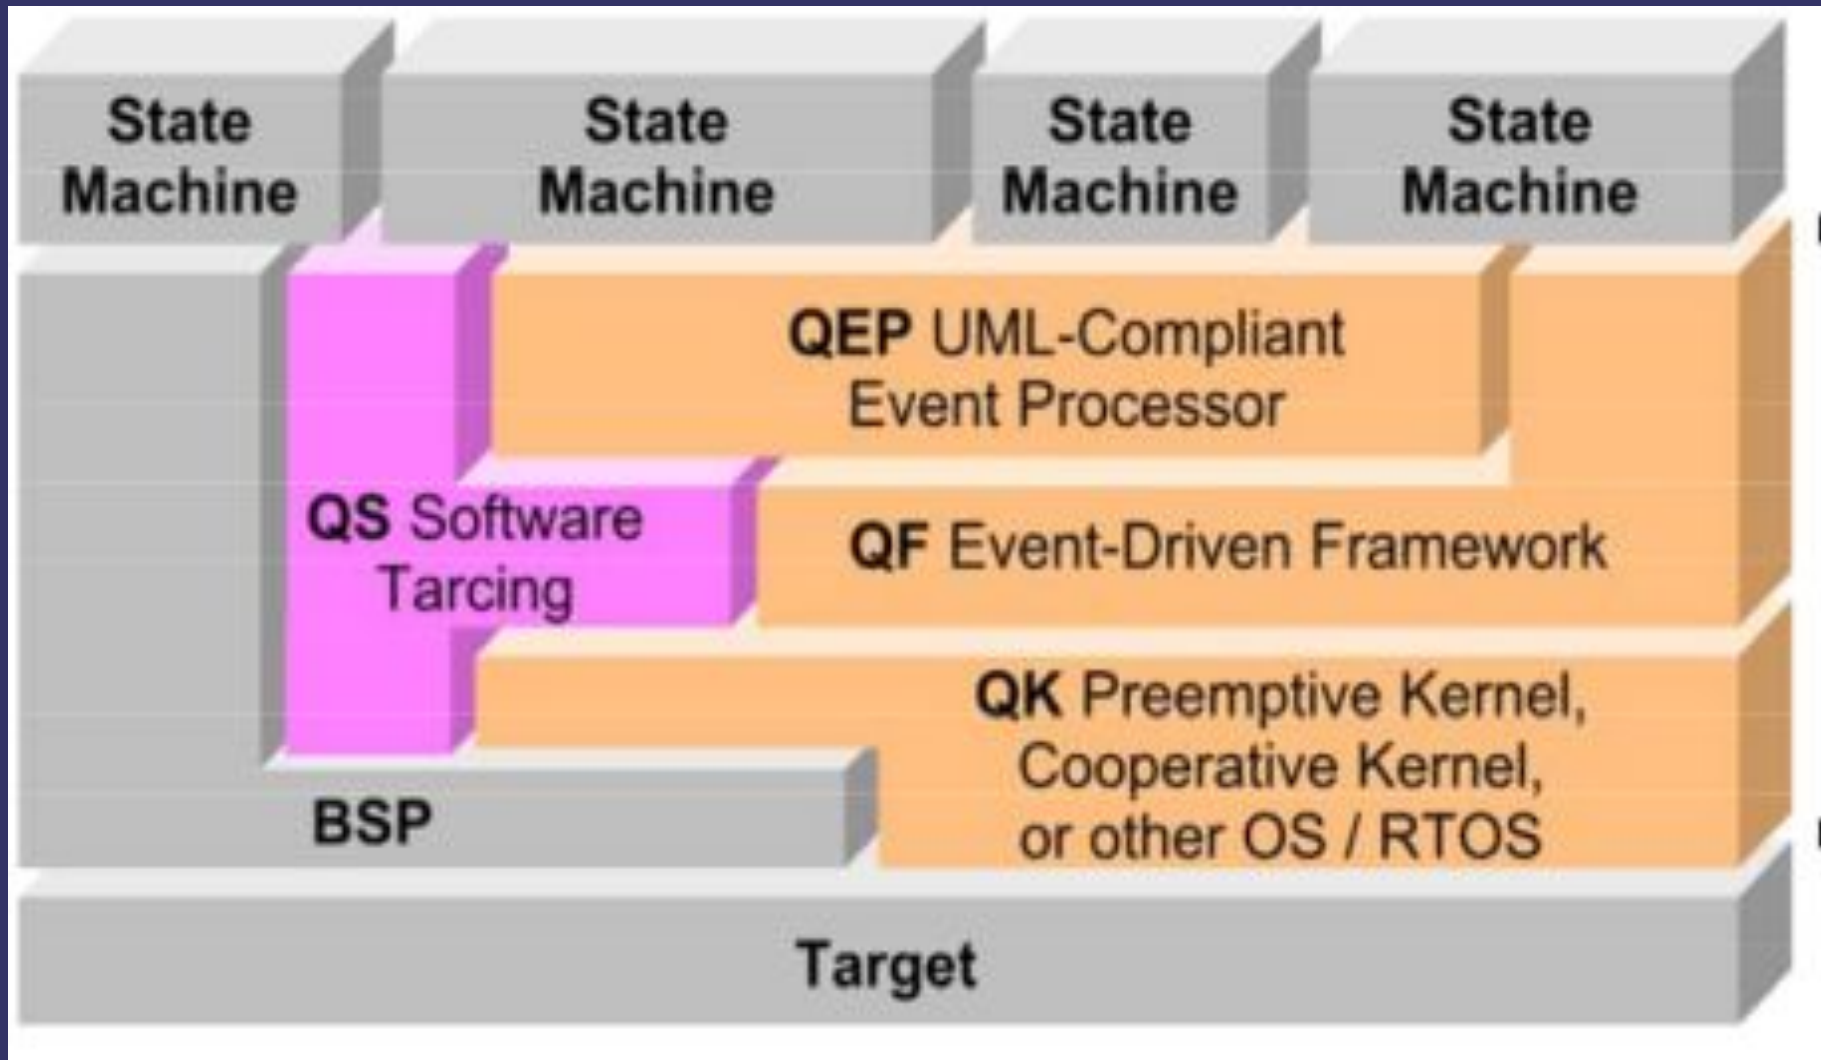 State
Machine
State
Machine
State
Machine
State
Machine
QEP UML-Compliant
Event Processor
QS Software
Tarcing
QF Event-Driven Framework
QK Preemptive Kernel,
Cooperative Kernel,
or other OS / RTOS
BSP
Target